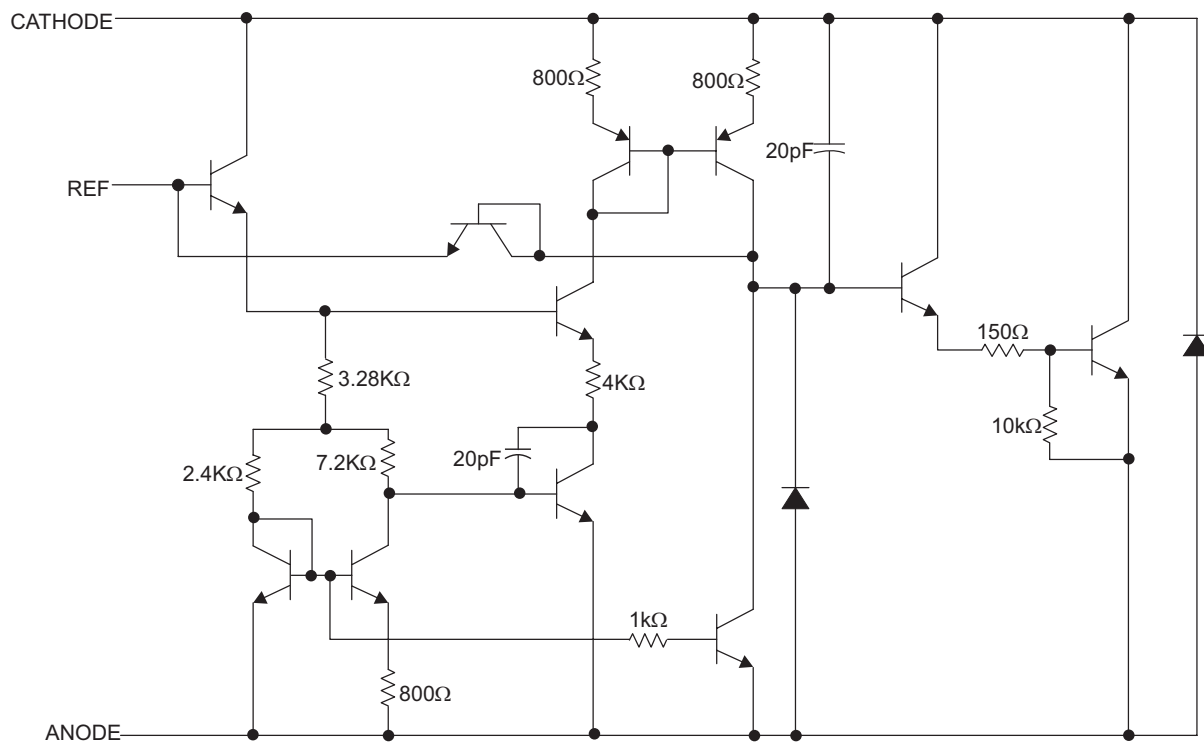 CATHODE
800Ω
800Ω
20pF
REF
150Ω
3.28KΩ
4KΩ
10kΩ
2.4KΩ
7.2KΩ
20pF
1kΩ
800Ω
ANODE